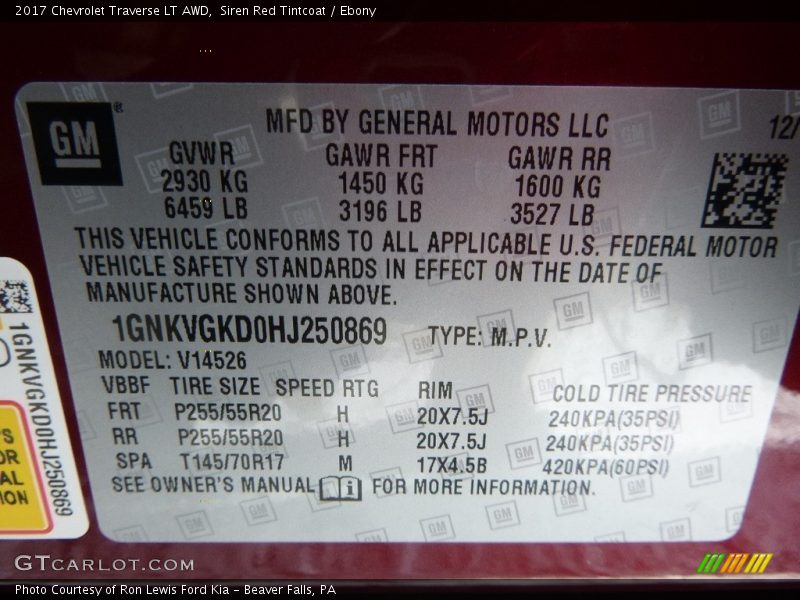 2017 Chevrolet Traverse LT AWD,  Siren Red Tintcoat / Ebony
GM ®
MFD BY GENERAL MOTORS LLC
12/
GVWR GAWR FRT GAWR RR
2930 KG 1450 KG 1600 KG
6459 LB 3196 LB 3527 LB
THIS VEHICLE CONFORMS TO ALL APPLICABLE U.S. FEDERAL MOTOR
VEHICLE SAFETY STANDARDS IN EFFECT ON THE DATE OF
MANUFACTURE SHOWN ABOVE.
1GNKVGKD0HJ250869 TYPE: M.P.V.
MODEL: V14526
VBBF TIRE SIZE SPEED RTG RIM COLD TIRE PRESSURE
FRT P255/55R20 H 20X7.5J 240KPA(35PSI)
RR P255/55R20 H 20X7.5J 240KPA(35PSI)
SPA T145/70R17 M 17X4.5B 420KPA(60PSI)
SEE OWNER'S MANUAL i FOR MORE INFORMATION.
1GNKVGKD0HJ250869
GTCARLOT.COM
Photo Courtesy of Ron Lewis Ford Kia - Beaver Falls, PA